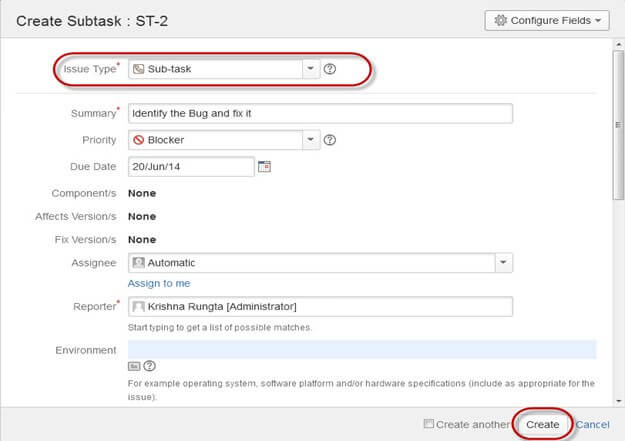 Create Subtask : ST-2
Configure Fields
Issue Type* Sub-task
Summary* Identify the Bug and fix it
Priority Blocker
Due Date 20/Jun/14
Component/s None
Affects Version/s None
Fix Version/s None
Assignee Automatic
Assign to me
Reporter* Krishna Rungta [Administrator]
Start typing to get a list of possible matches.
Environment
For example operating system, software platform and/or hardware specifications (include as appropriate for the
issue).
Create another Create Cancel